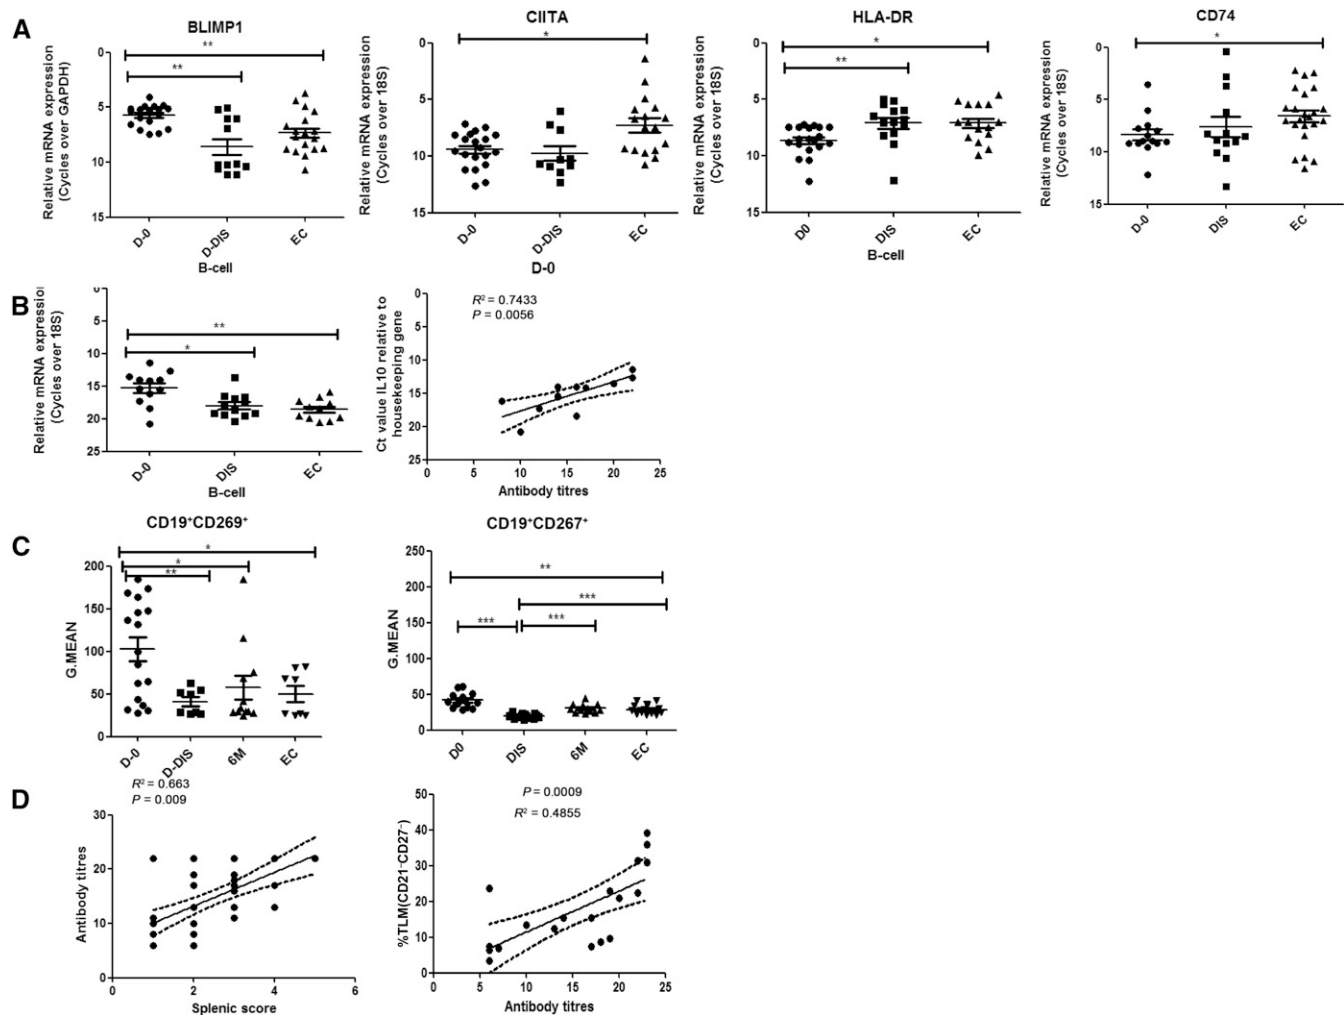 A
BLIMP1
Relative mRNA expression
(Cycles over GAPDH)
0
5
10
15
**
**
D-0
D-DIS
EC
B-cell
CIITA
Relative mRNA expression
(Cycles over 18S)
0
5
10
15
*
D-0
D-DIS
EC
HLA-DR
Relative mRNA expression
(Cycles over 18S)
0
5
10
15
*
**
D0
DIS
EC
B-cell
CD74
Relative mRNA expression
(Cycles over 18S)
0
5
10
15
*
D-0
DIS
EC
B
Relative mRNA expression
(Cycles over 18S)
0
5
10
15
20
25
**
*
D-0
DIS
EC
B-cell
D-0
Ct value IL10 relative to
housekeeping gene
R² = 0.7433
P = 0.0056
0
5
10
15
20
25
0 5 10 15 20 25
Antibody titres
C
CD19⁺CD269⁺
G.MEAN
200
150
100
50
0
*
*
**
D-0
D-DIS
6M
EC
CD19⁺CD267⁺
G.MEAN
250
200
150
100
50
0
**
***
***
***
D0
DIS
6M
EC
D
R² = 0.663
P = 0.009
Antibody titres
30
20
10
0
0 2 4 6
Splenic score
P = 0.0009
R² = 0.4855
%TLM(CD21⁻CD27⁻)
50
40
30
20
10
0
0 5 10 15 20 25
Antibody titres